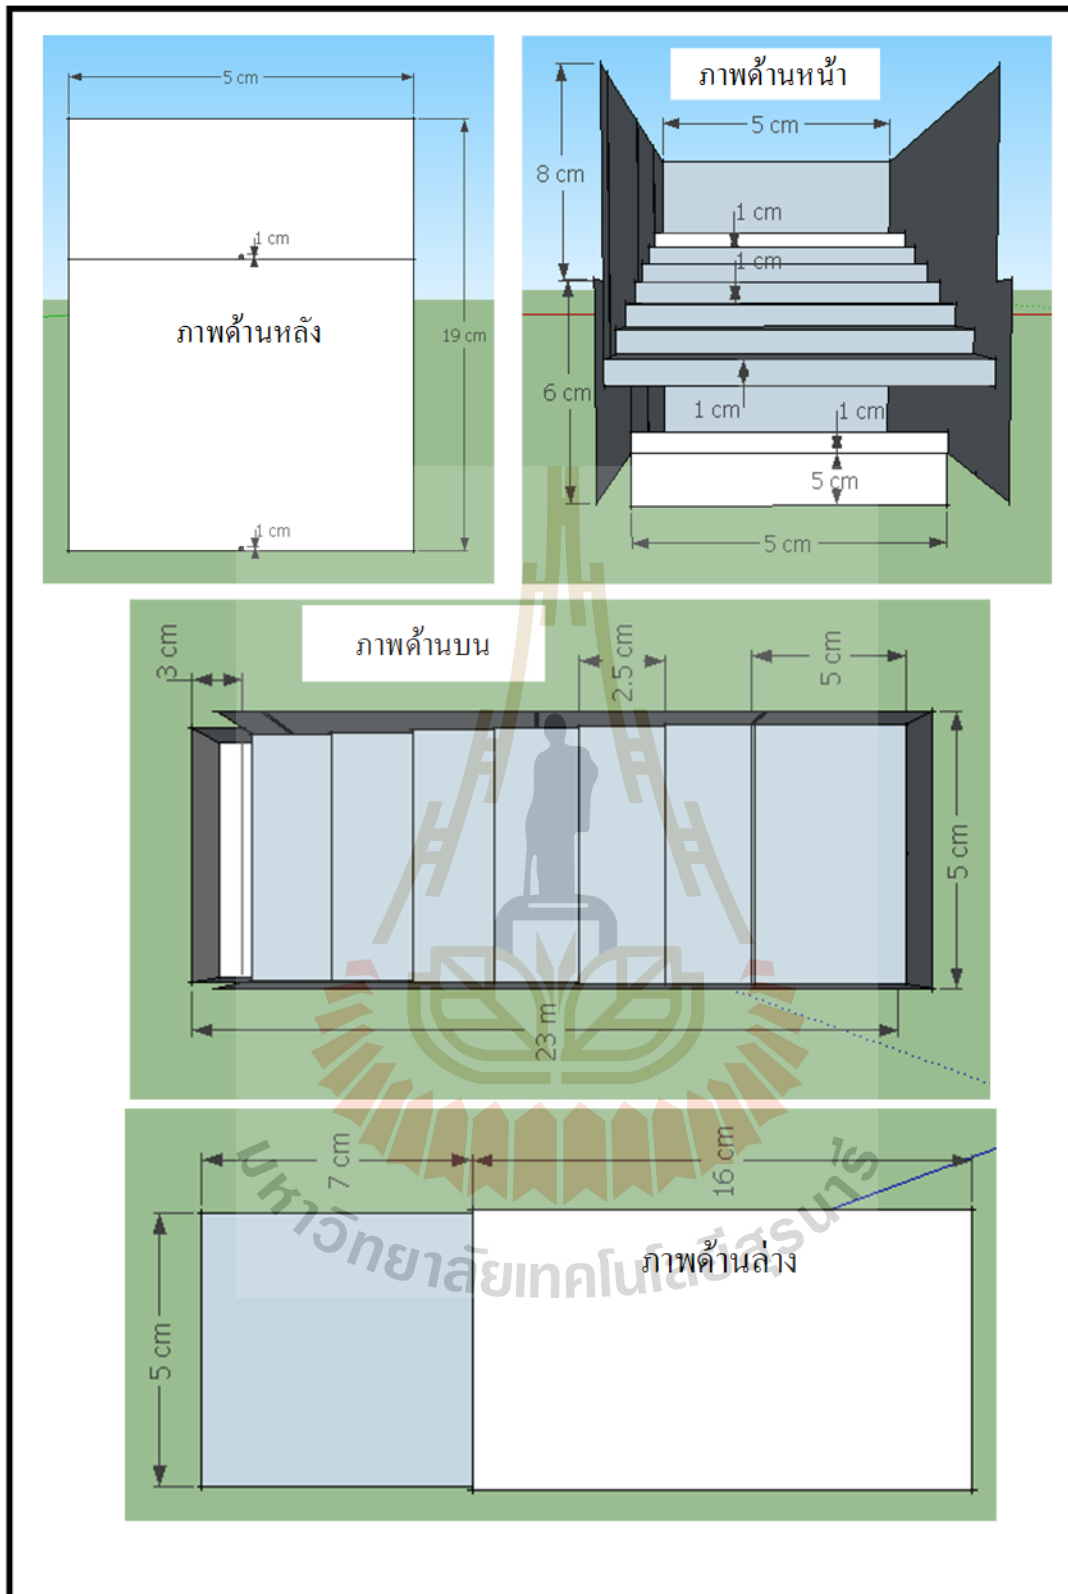 5 cm
1 cm
ภาพด้านหลัง
19 cm
1 cm
ภาพด้านหน้า
5 cm
8 cm
1 cm
1 cm
6 cm
1 cm
1 cm
5 cm
5 cm
ภาพด้านบน
3 cm
2.5 cm
5 cm
5 cm
23 m
7 cm
16 cm
ภาพด้านล่าง
5 cm
มหาวิทยาลัยเทคโนโลยีสุรนารี